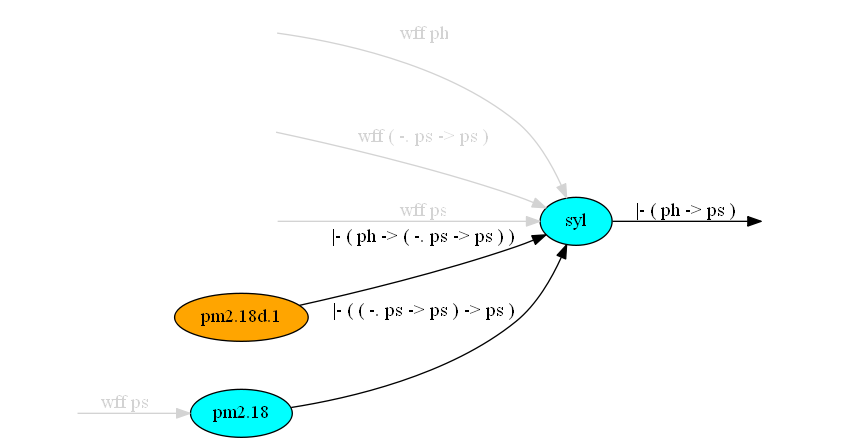 wff ph
wff ( -. ps -> ps )
wff ps
syl
|- ( ph -> ps )
|- ( ph -> ( -. ps -> ps ) )
pm2.18d.1
|- ( ( -. ps -> ps ) -> ps )
wff ps
pm2.18